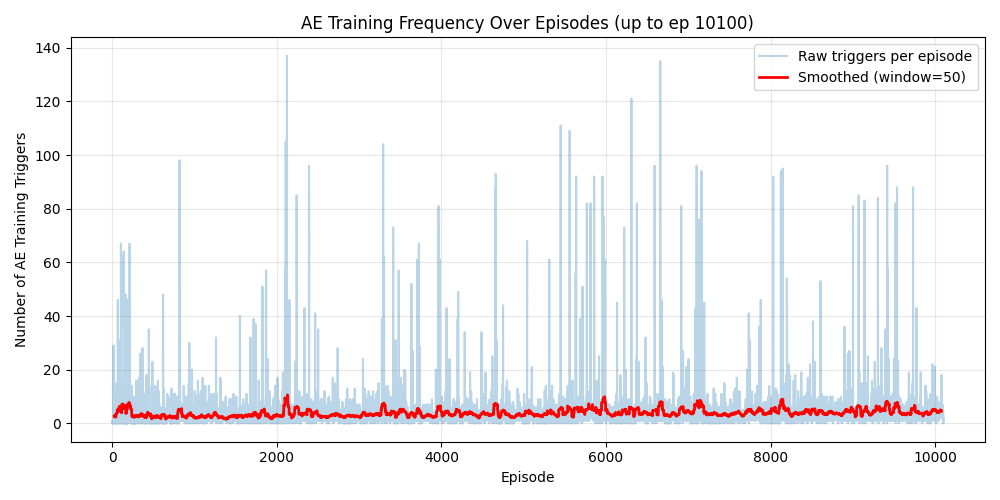 AE Training Frequency Over Episodes (up to ep 10100)
Raw triggers per episode
Smoothed (window=50)
Number of AE Training Triggers
140
120
100
80
60
40
20
0
0 2000 4000 6000 8000 10000
Episode